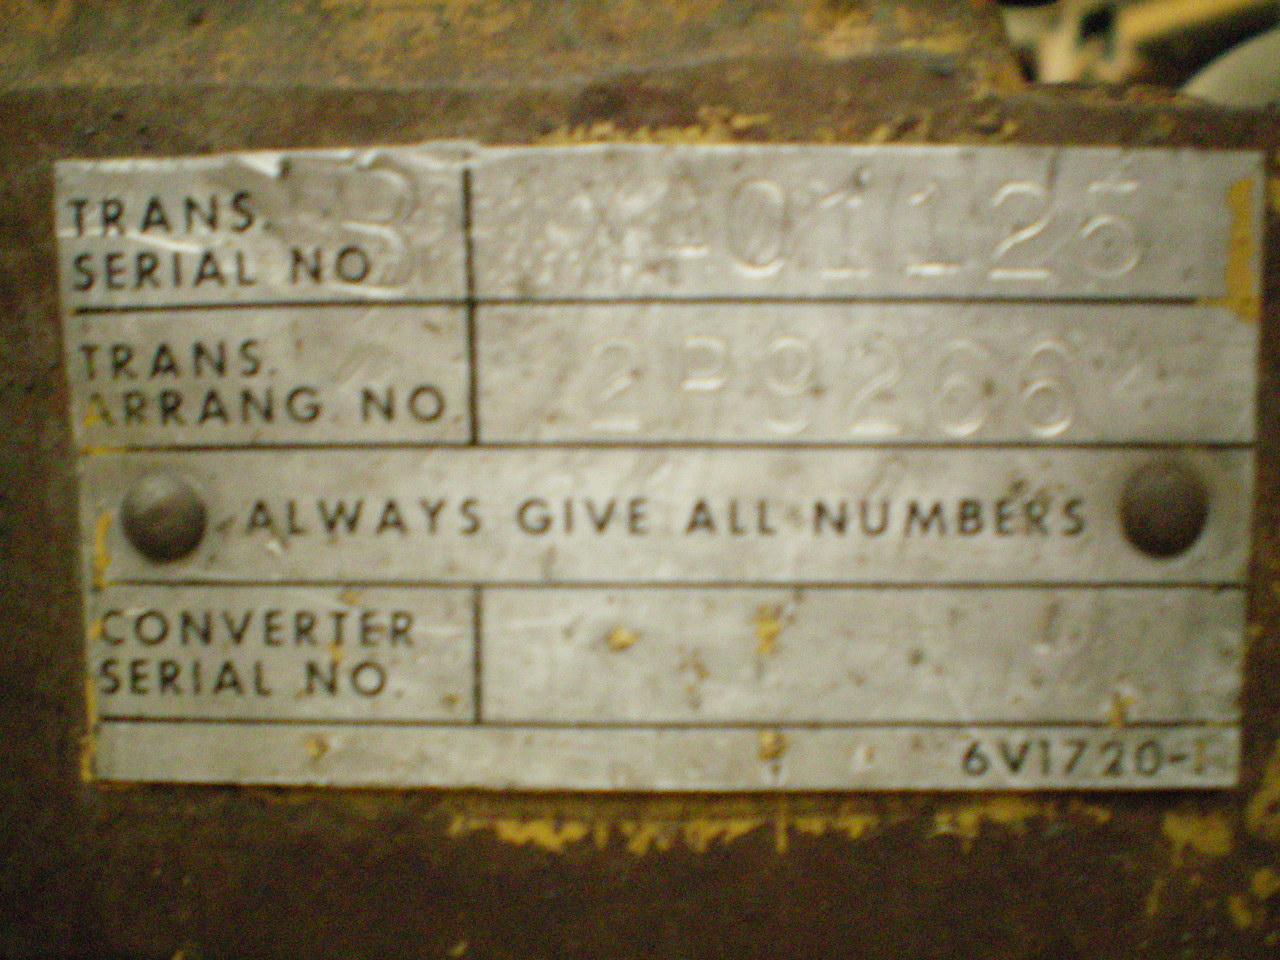 TRANS.
SERIAL NO
TRANS.
ARRANG NO. 2P9266
ALWAYS GIVE ALL NUMBERS
CONVERTER
SERIAL NO.